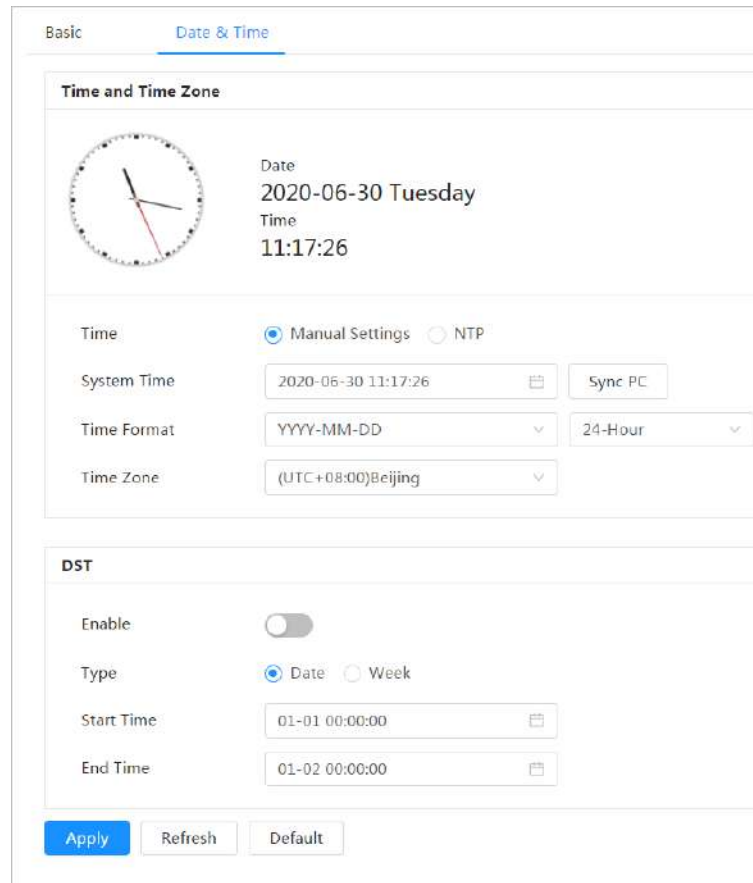 Basic Date & Time
Time and Time Zone
Date
2020-06-30 Tuesday
Time
11:17:26
Time Manual Settings NTP
System Time 2020-06-30 11:17:26 Sync PC
Time Format YYYY-MM-DD 24-Hour
Time Zone (UTC+08:00)Beijing
DST
Enable
Type Date Week
Start Time 01-01 00:00:00
End Time 01-02 00:00:00
Apply Refresh Default